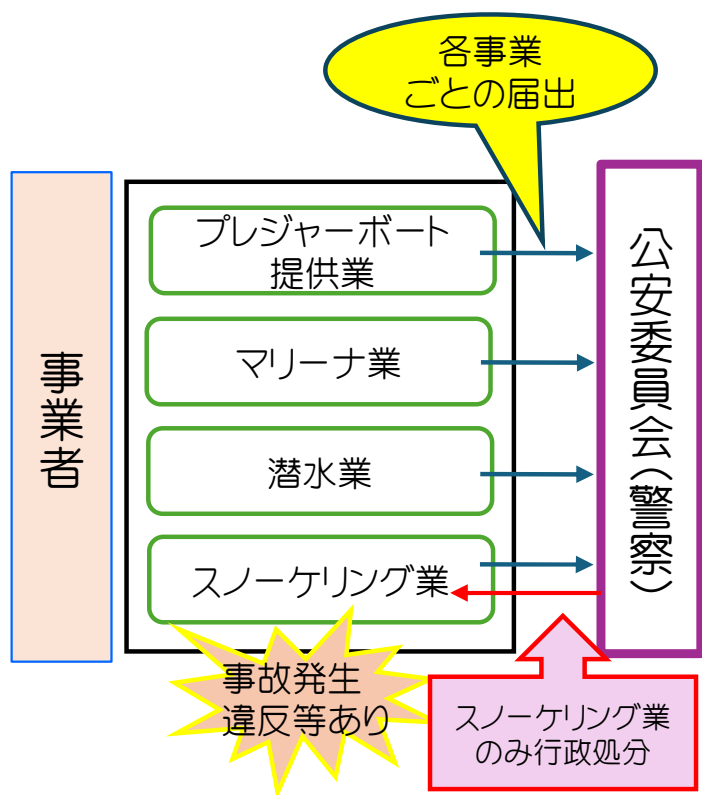 各事業
ごとの届出
事業者
プレジャーボート
提供業
マリーナ業
潜水業
スノーケリング業
公安委員会(警察)
事故発生
違反等あり
スノーケリング業
のみ行政処分